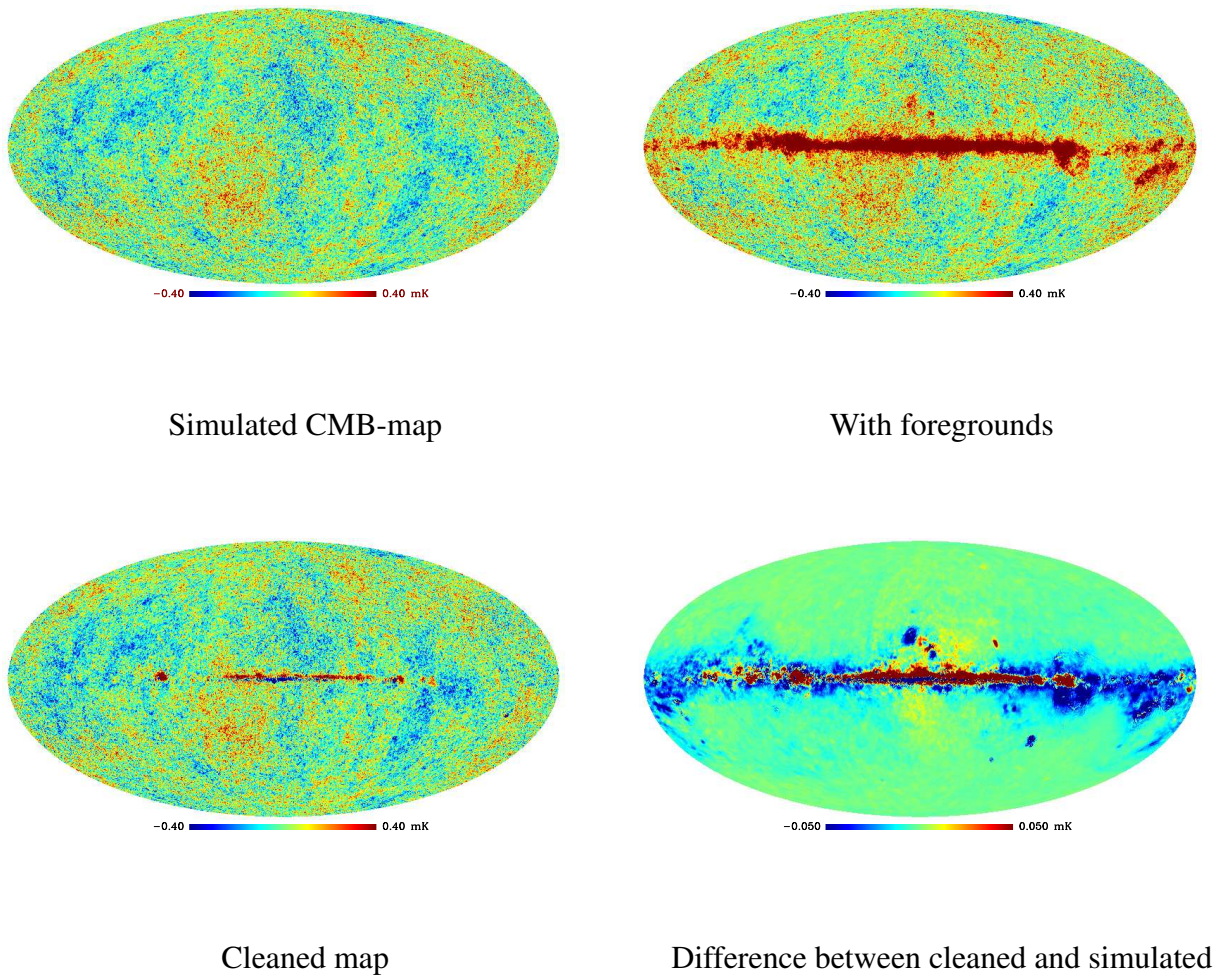 −0.40 0.40 mK
−0.40 0.40 mK
Simulated CMB-map
With foregrounds
−0.40 0.40 mK
−0.050 0.050 mK
Cleaned map
Difference between cleaned and simulated